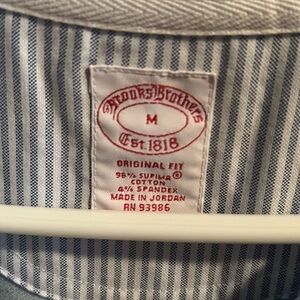 Brooks Brothers
M
Est. 1818
ORIGINAL FIT
96% SUPIMA®
COTTON
4% SPANDEX
MADE IN JORDAN
RN 93986